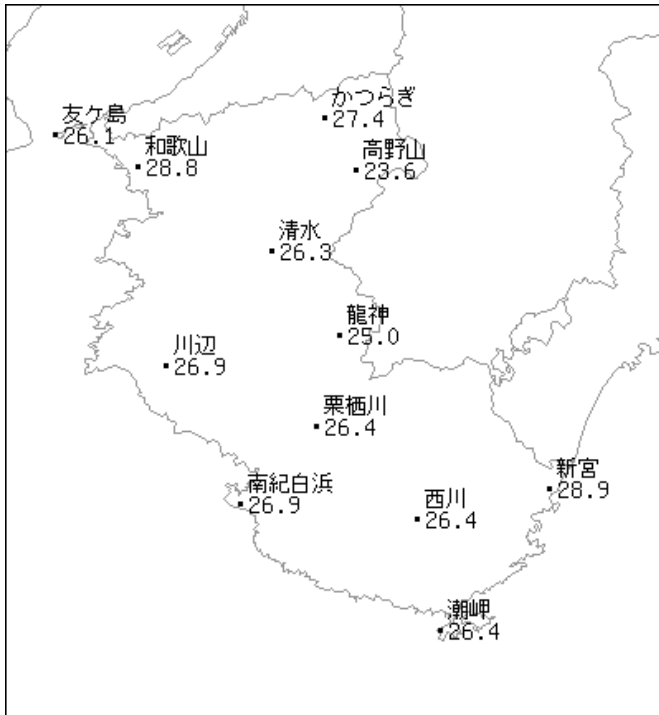 かつらぎ
27.4
友ケ島
26.1
和歌山
28.8
高野山
23.6
清水
26.3
龍神
25.0
川辺
26.9
栗栖川
26.4
新宮
28.9
南紀白浜
26.9
西川
26.4
潮岬
26.4